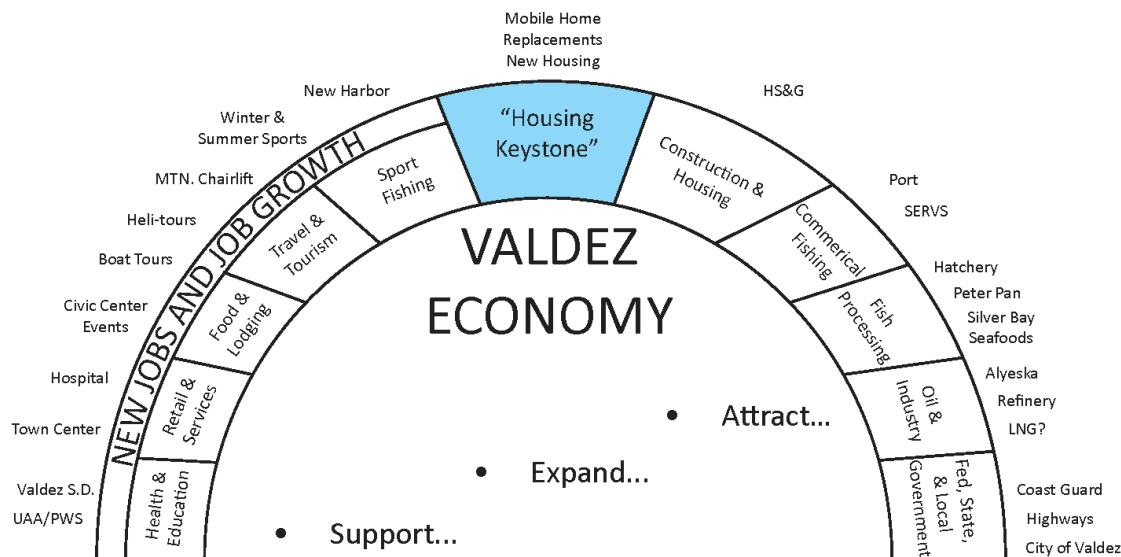 Mobile Home
Replacements
New Housing
New Harbor
HS&G
Winter &
Summer Sports
"Housing
Keystone"
MTN. Chairlift
NEW JOBS AND JOB GROWTH
Sport
Fishing
Construction &
Housing
Port
SERVS
Heli-tours
Travel &
Tourism
Commerical
Fishing
VALDEZ
ECONOMY
Boat Tours
Hatchery
Civic Center
Events
Food &
Lodging
Fish
Processing
Peter Pan
Silver Bay
Seafoods
Hospital
Retail &
Services
Oil &
Industry
Alyeska
Refinery
LNG?
Town Center
• Attract...
• Expand...
• Support...
Valdez S.D.
UAA/PWS
Health &
Education
Fed, State,
& Local
Government
Coast Guard
Highways
City of Valdez